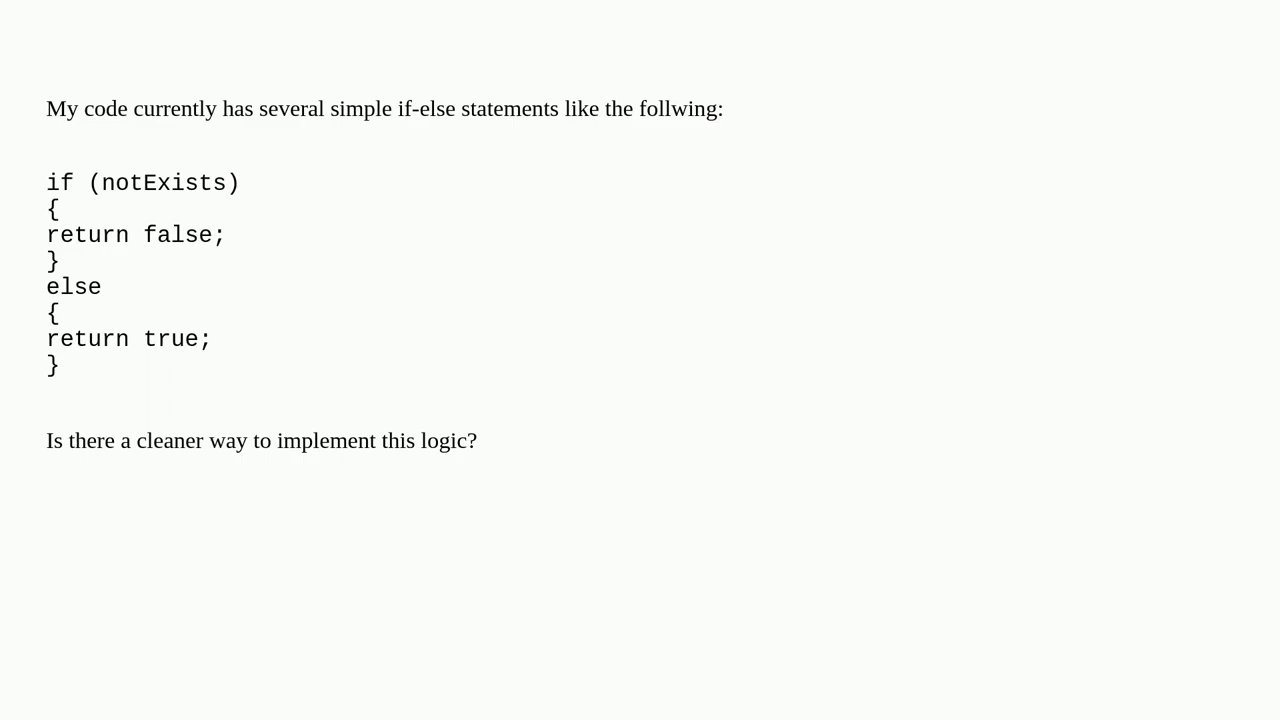 My code currently has several simple if-else statements like the follwing:
if (notExists)
{
return false;
}
else
{
return true;
}
Is there a cleaner way to implement this logic?